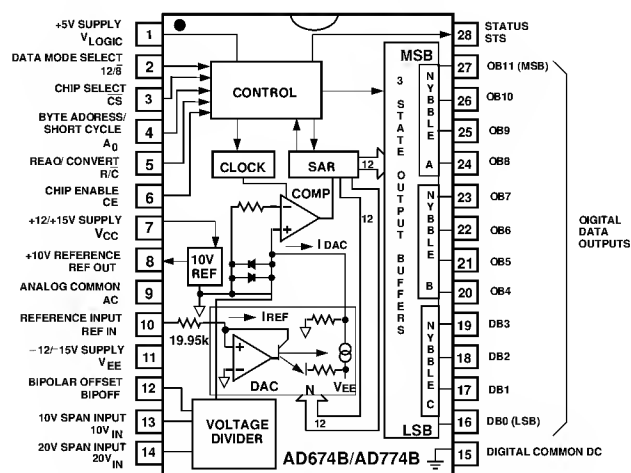 +5V SUPPLY
VLOGIC
1
DATA MODE SELECT
12/8
2
CHIP SELECT
CS
3
BYTE ADORESS/
SHORT CYCLE
A0
4
REAO/ CONVERT
R/C
5
CHIP ENABLE
CE
6
+12/+15V SUPPLY
VCC
7
+10V REFERENCE
REF OUT
8
ANALOG COMMON
AC
9
REFERENCE INPUT
REF IN
10
−12/−15V SUPPLY
VEE
11
BIPOLAR OFFSET
BIPOFF
12
10V SPAN INPUT
10VIN
13
20V SPAN INPUT
20VIN
14
CONTROL
CLOCK
SAR
COMP
12
12
I DAC
10V
REF
19.95k
IREF
DAC
VEE
N
12
VOLTAGE
DIVIDER
AD674B/AD774B
MSB
3 STATE OUTPUT BUFFERS
LSB
NYBBLE A
NYBBLE B
NYBBLE C
28
STATUS
STS
27
OB11 (MSB)
26
OB10
25
OB9
24
OB8
23
OB7
22
OB6
21
OB5
20
OB4
19
DB3
18
DB2
17
DB1
16
DB0 (LSB)
15
DIGITAL COMMON DC
DIGITAL
DATA
OUTPUTS